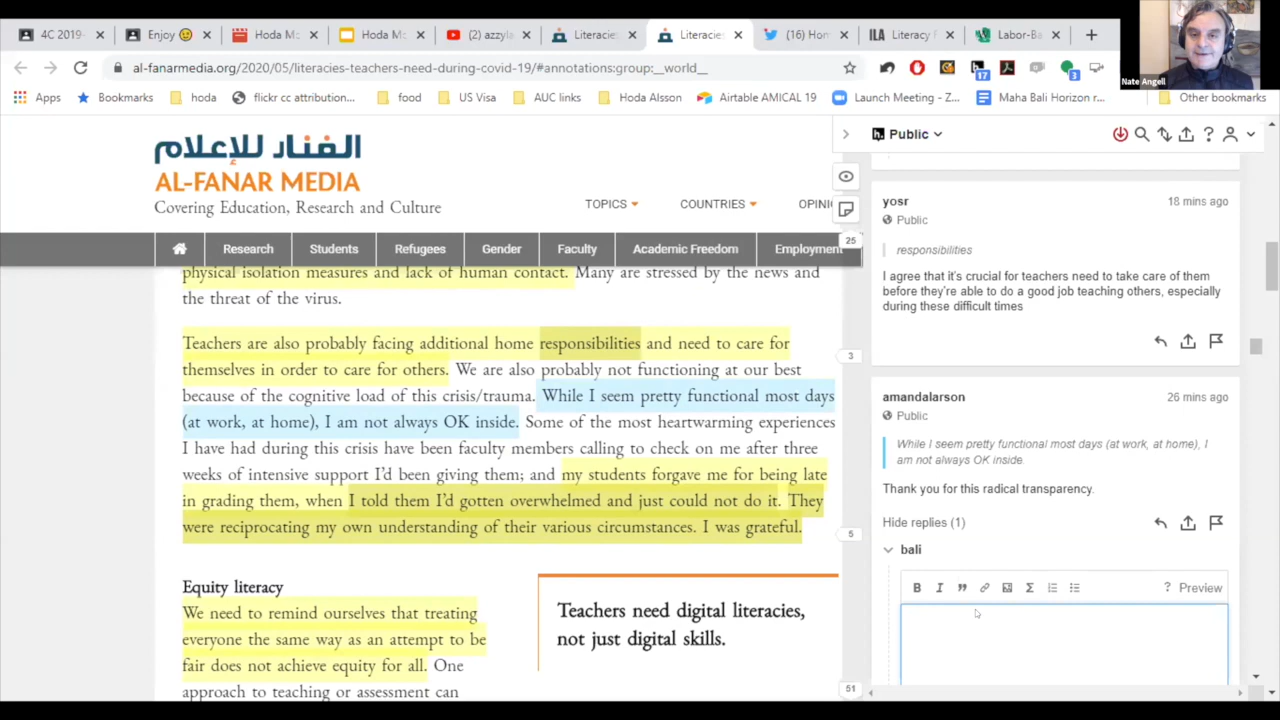 4C 2019-
Enjoy
Hoda Mc
Hoda Mc
(2) azzyla
Literacies
Literacies
(16) Hom
ILA Literacy f
Labor-Ba
al-fanarmedia.org/2020/05/literacies-teachers-need-during-covid-19/#annotations:group:__world__
17
3
Nate Angell
Apps
Bookmarks
hoda
flickr cc attribution...
food
US Visa
AUC links
Hoda Alsson
Airtable AMICAL 19
Launch Meeting - Z...
Maha Bali Horizon r...
Other bookmarks
الفنار للإعلام
AL-FANAR MEDIA
Covering Education, Research and Culture
TOPICS
COUNTRIES
OPINI
Research
Students
Refugees
Gender
Faculty
Academic Freedom
Employment
physical isolation measures and lack of human contact. Many are stressed by the news and
the threat of the virus.
Teachers are also probably facing additional home responsibilities and need to care for
themselves in order to care for others. We are also probably not functioning at our best
because of the cognitive load of this crisis/trauma. While I seem pretty functional most days
(at work, at home), I am not always OK inside. Some of the most heartwarming experiences
I have had during this crisis have been faculty members calling to check on me after three
weeks of intensive support I'd been giving them; and my students forgave me for being late
in grading them, when I told them I'd gotten overwhelmed and just could not do it. They
were reciprocating my own understanding of their various circumstances. I was grateful.
Equity literacy
We need to remind ourselves that treating
everyone the same way as an attempt to be
fair does not achieve equity for all. One
approach to teaching or assessment can
Teachers need digital literacies,
not just digital skills.
25
3
5
51
h. Public
yosr
18 mins ago
Public
responsibilities
I agree that it's crucial for teachers need to take care of them
before they're able to do a good job teaching others, especially
during these difficult times
amandalarson
26 mins ago
Public
While I seem pretty functional most days (at work, at home), I
am not always OK inside.
Thank you for this radical transparency.
Hide replies (1)
bali
B I ” Σ ? Preview